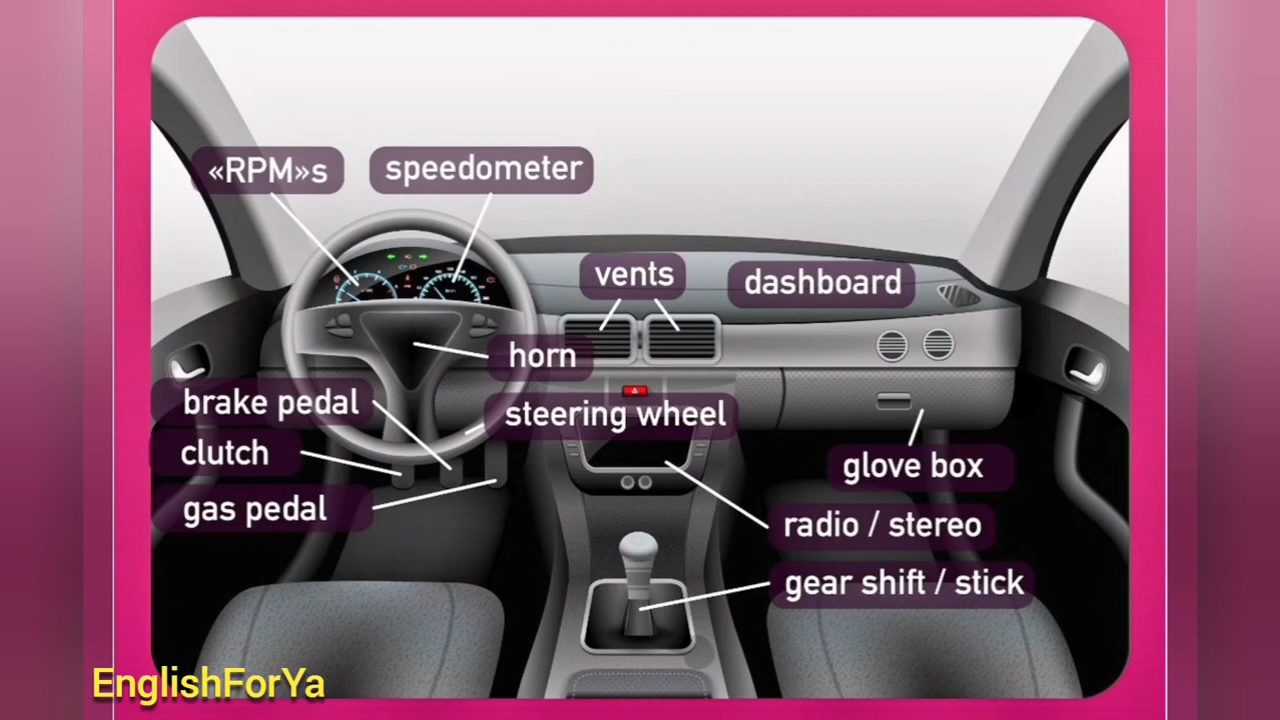 «RPM»s
speedometer
vents
dashboard
horn
brake pedal
steering wheel
clutch
glove box
gas pedal
radio / stereo
gear shift / stick
EnglishForYa